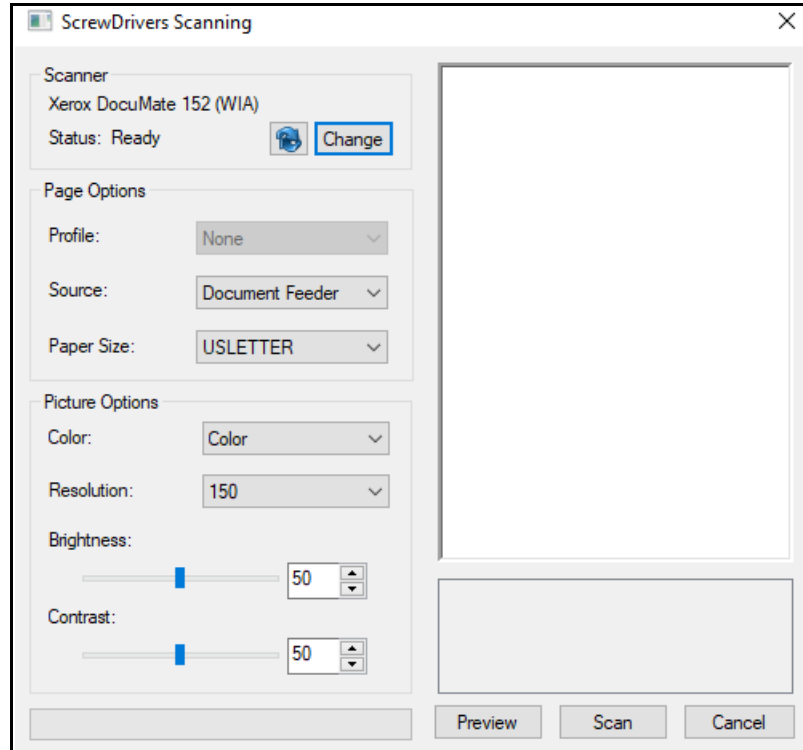 ScrewDrivers Scanning
Scanner
Xerox DocuMate 152 (WIA)
Status: Ready
Change
Page Options
Profile: None
Source: Document Feeder
Paper Size: USLETTER
Picture Options
Color: Color
Resolution: 150
Brightness:
50
Contrast:
50
Preview Scan Cancel